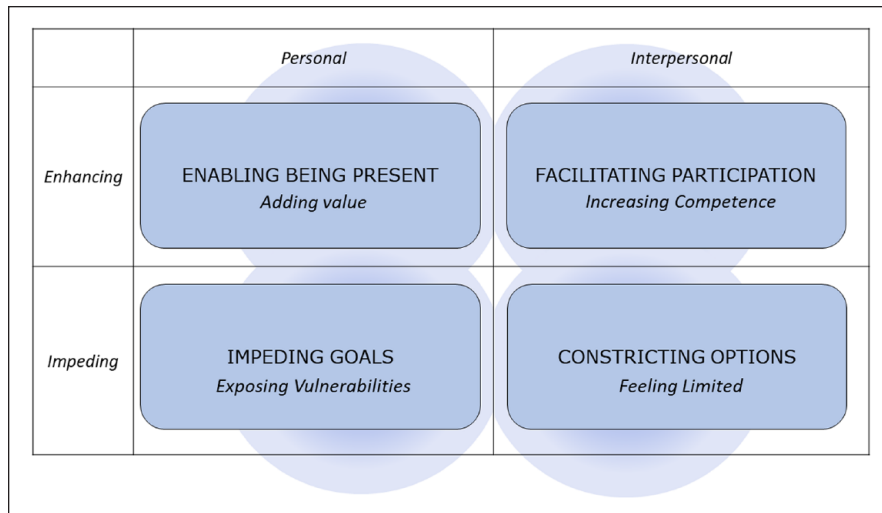 Personal
Interpersonal
Enhancing
ENABLING BEING PRESENT
Adding value
FACILITATING PARTICIPATION
Increasing Competence
Impeding
IMPEDING GOALS
Exposing Vulnerabilities
CONSTRICTING OPTIONS
Feeling Limited